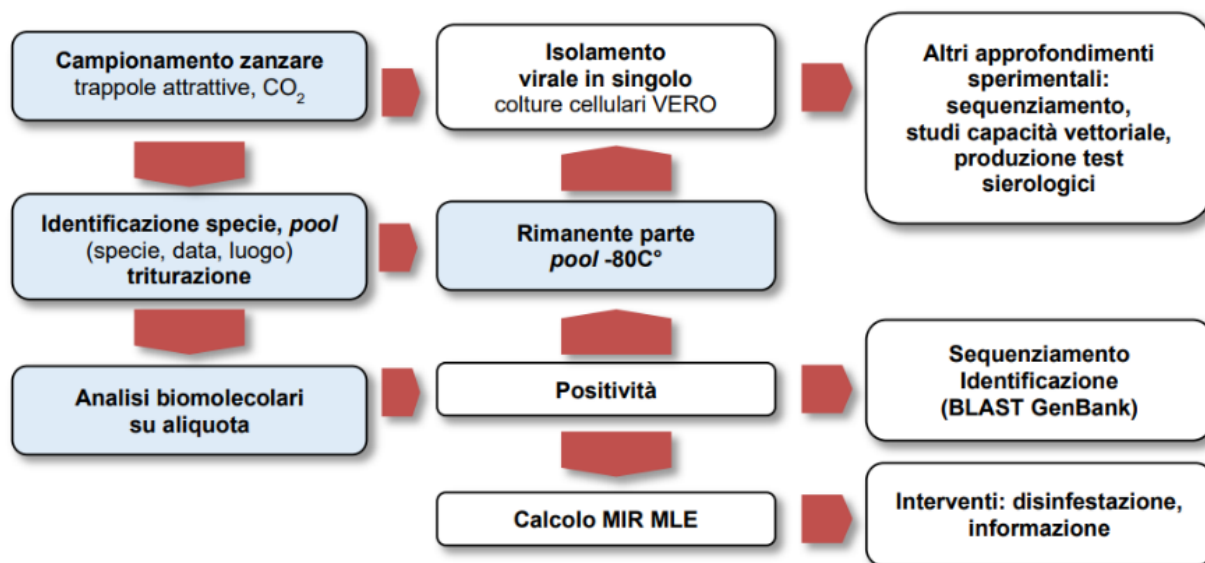 Campionamento zanzare
trappole attrattive, CO2
Isolamento
virale in singolo
colture cellulari VERO
Altri approfondimenti
sperimentali:
sequenziamento,
studi capacità vettoriale,
produzione test
sierologici
Identificazione specie, pool
(specie, data, luogo)
triturazione
Rimanente parte
pool -80C°
Analisi biomolecolari
su aliquota
Positività
Sequenziamento
Identificazione
(BLAST GenBank)
Calcolo MIR MLE
Interventi: disinfestazione,
informazione